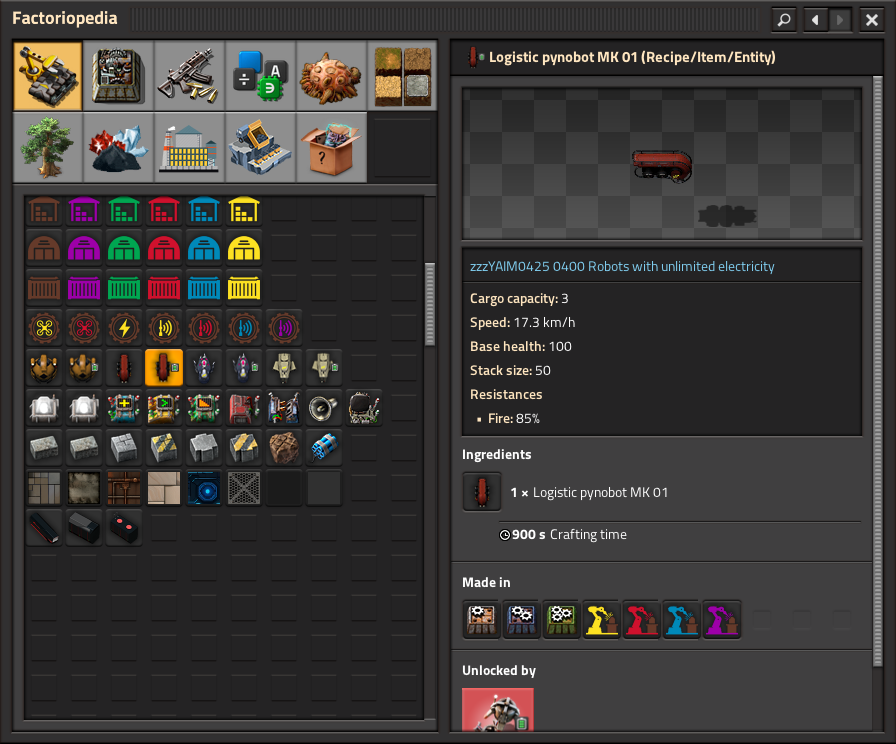 Factoriopedia
Logistic pynobot MK 01 (Recipe/Item/Entity)
zzzYAIM0425 0400 Robots with unlimited electricity
Cargo capacity: 3
Speed: 17.3 km/h
Base health: 100
Stack size: 50
Resistances
▪ Fire: 85%
Ingredients
1 × Logistic pynobot MK 01
900 s Crafting time
Made in
Unlocked by